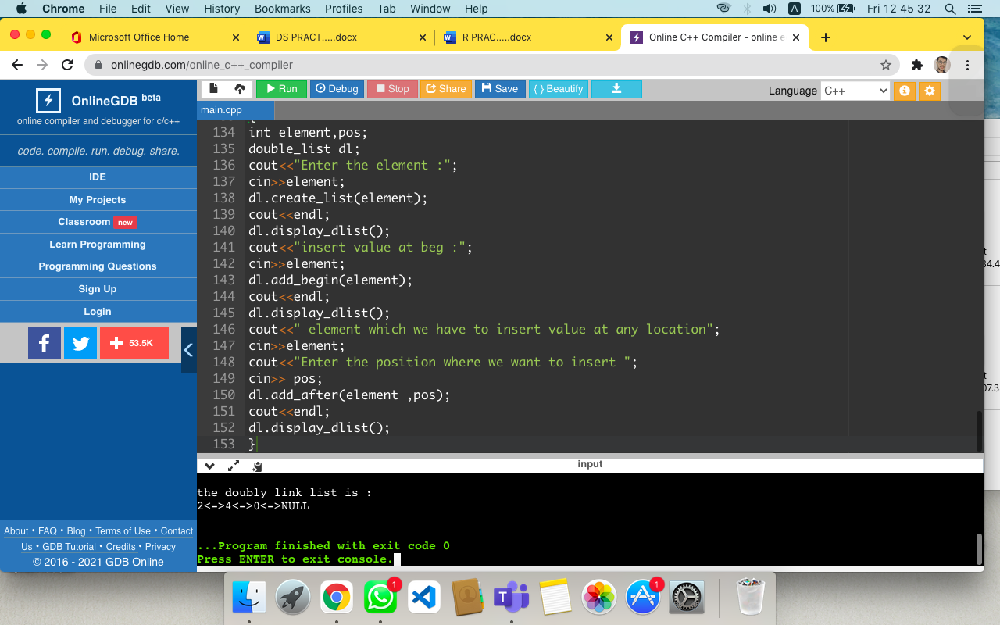 Chrome File Edit View History Bookmarks Profiles Tab Window Help A 100% Fri 12 45 32
Microsoft Office Home DS PRACT.....docx R PRAC.....docx Online C++ Compiler - online e
onlinegdb.com/online_c++_compiler
OnlineGDB beta
online compiler and debugger for c/c++
code. compile. run. debug. share.
IDE
My Projects
Classroom new
Learn Programming
Programming Questions
Sign Up
Login
53.5K
About • FAQ • Blog • Terms of Use • Contact
Us • GDB Tutorial • Credits • Privacy
© 2016 - 2021 GDB Online
Run Debug Stop Share Save { } Beautify Language C++
main.cpp
134 int element,pos;
135 double_list dl;
136 cout<<"Enter the element :";
137 cin>>element;
138 dl.create_list(element);
139 cout<<endl;
140 dl.display_dlist();
141 cout<<"insert value at beg :";
142 cin>>element;
143 dl.add_begin(element);
144 cout<<endl;
145 dl.display_dlist();
146 cout<<" element which we have to insert value at any location";
147 cin>>element;
148 cout<<"Enter the position where we want to insert ";
149 cin>> pos;
150 dl.add_after(element ,pos);
151 cout<<endl;
152 dl.display_dlist();
153 }
input
the doubly link list is :
2<->4<->0<->NULL
...Program finished with exit code 0
Press ENTER to exit console.
1 T 1